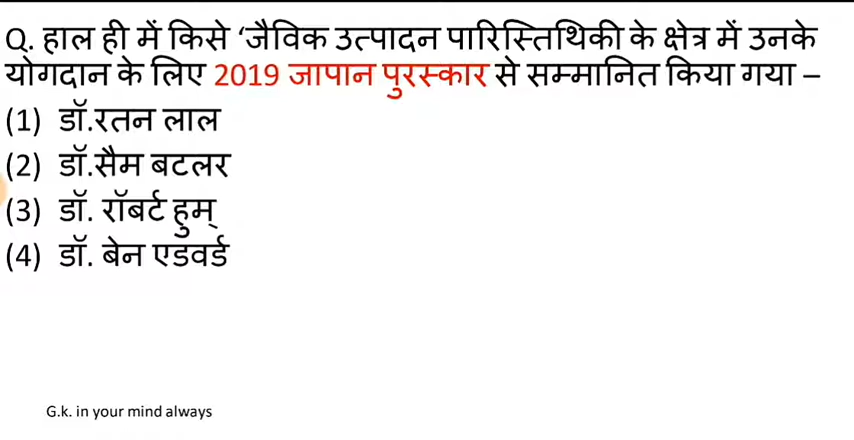 Q. हाल ही में किसे ‘जैविक उत्पादन पारिस्तिथिकी के क्षेत्र में उनके
योगदान के लिए 2019 जापान पुरस्कार से सम्मानित किया गया –
(1) डॉ.रतन लाल
(2) डॉ.सैम बटलर
(3) डॉ. रॉबर्ट हुम्
(4) डॉ. बेन एडवर्ड
G.k. in your mind always